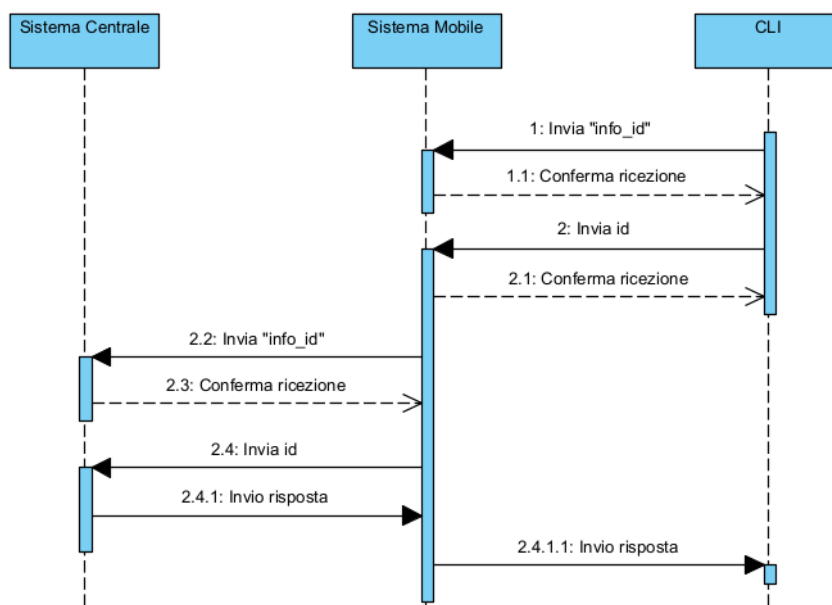 Sistema Centrale
Sistema Mobile
CLI
1: Invia "info_id"
1.1: Conferma ricezione
2: Invia id
2.1: Conferma ricezione
2.2: Invia "info_id"
2.3: Conferma ricezione
2.4: Invia id
2.4.1: Invio risposta
2.4.1.1: Invio risposta